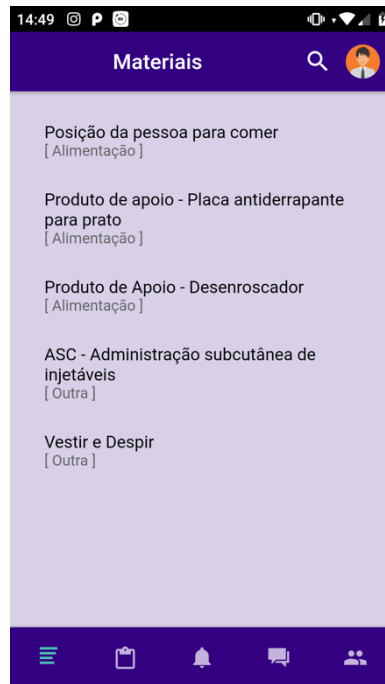 14:49
Materiais
Posição da pessoa para comer
[ Alimentação ]
Produto de apoio - Placa antiderrapante
para prato
[ Alimentação ]
Produto de Apoio - Desenroscador
[ Alimentação ]
ASC - Administração subcutânea de
injetáveis
[ Outra ]
Vestir e Despir
[ Outra ]